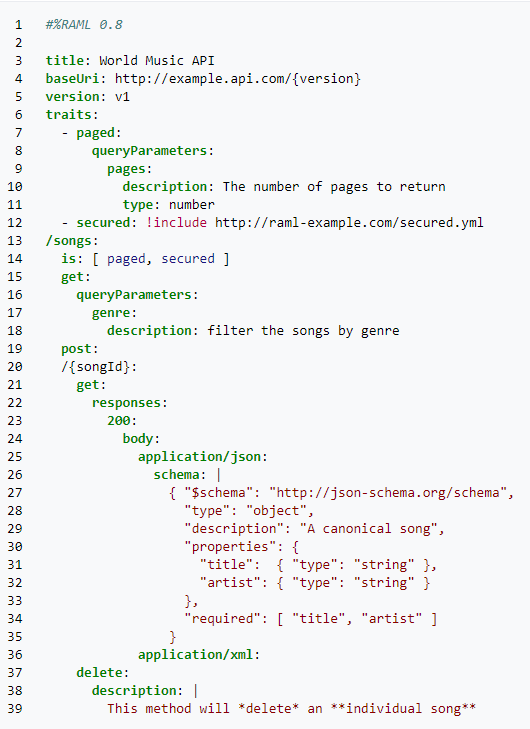 1 #%RAML 0.8
2
3 title: World Music API
4 baseUri: http://example.api.com/{version}
5 version: v1
6 traits:
7   - paged:
8       queryParameters:
9         pages:
10           description: The number of pages to return
11           type: number
12   - secured: !include http://raml-example.com/secured.yml
13 /songs:
14   is: [ paged, secured ]
15   get:
16     queryParameters:
17       genre:
18         description: filter the songs by genre
19   post:
20   /{songId}:
21     get:
22       responses:
23         200:
24           body:
25             application/json:
26               schema: |
27                 { "$schema": "http://json-schema.org/schema",
28                   "type": "object",
29                   "description": "A canonical song",
30                   "properties": {
31                     "title":  { "type": "string" },
32                     "artist": { "type": "string" }
33                   },
34                   "required": [ "title", "artist" ]
35                 }
36             application/xml:
37     delete:
38       description: |
39         This method will *delete* an **individual song**